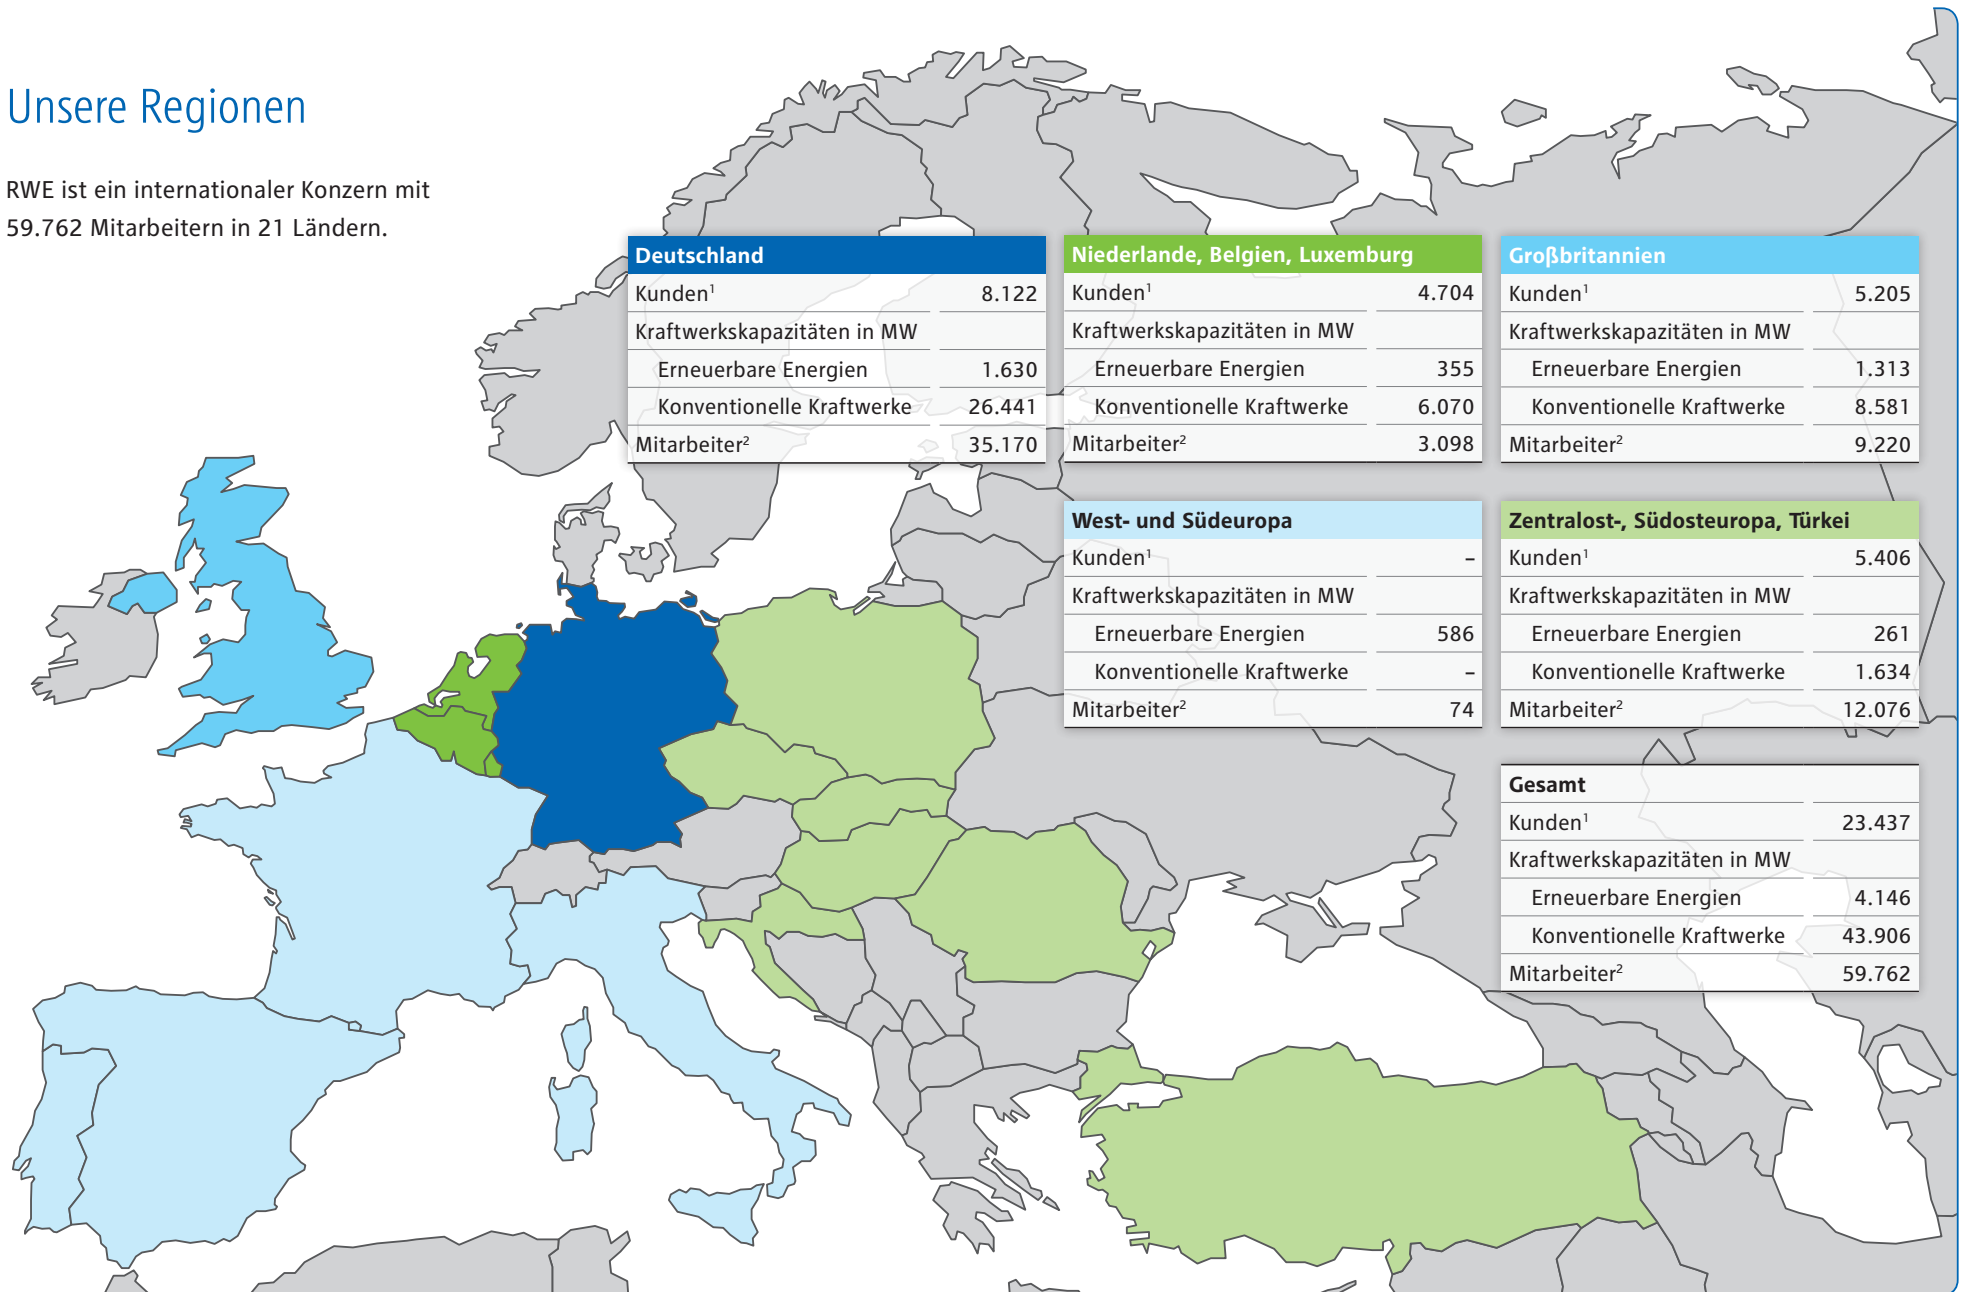 Unsere Regionen
RWE ist ein internationaler Konzern mit
59.762 Mitarbeitern in 21 Ländern.
Deutschland
Kunden¹ 8.122
Kraftwerkskapazitäten in MW
Erneuerbare Energien 1.630
Konventionelle Kraftwerke 26.441
Mitarbeiter² 35.170
Niederlande, Belgien, Luxemburg
Kunden¹ 4.704
Kraftwerkskapazitäten in MW
Erneuerbare Energien 355
Konventionelle Kraftwerke 6.070
Mitarbeiter² 3.098
Großbritannien
Kunden¹ 5.205
Kraftwerkskapazitäten in MW
Erneuerbare Energien 1.313
Konventionelle Kraftwerke 8.581
Mitarbeiter² 9.220
West- und Südeuropa
Kunden¹ –
Kraftwerkskapazitäten in MW
Erneuerbare Energien 586
Konventionelle Kraftwerke –
Mitarbeiter² 74
Zentralost-, Südosteuropa, Türkei
Kunden¹ 5.406
Kraftwerkskapazitäten in MW
Erneuerbare Energien 261
Konventionelle Kraftwerke 1.634
Mitarbeiter² 12.076
Gesamt
Kunden¹ 23.437
Kraftwerkskapazitäten in MW
Erneuerbare Energien 4.146
Konventionelle Kraftwerke 43.906
Mitarbeiter² 59.762